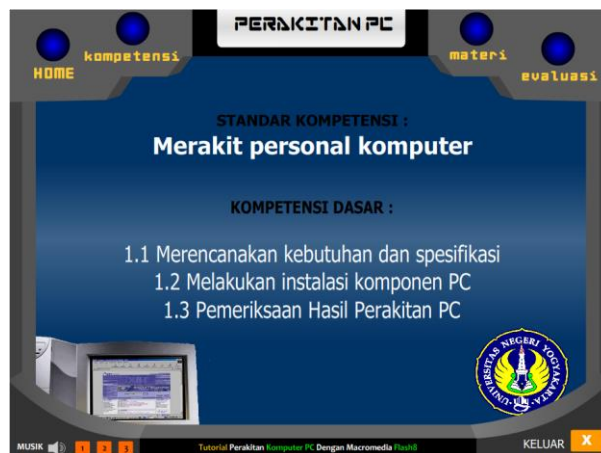 PERAKITAN PC
HOME
kompetensi
materi
evaluasi
STANDAR KOMPETENSI :
Merakit personal komputer
KOMPETENSI DASAR :
1.1 Merencanakan kebutuhan dan spesifikasi
1.2 Melakukan instalasi komponen PC
1.3 Pemeriksaan Hasil Perakitan PC
UNIVERSITAS NEGERI YOGYAKARTA
MUSIK 1 2 3
Tutorial Perakitan Komputer PC Dengan Macromedia Flash8
KELUAR X